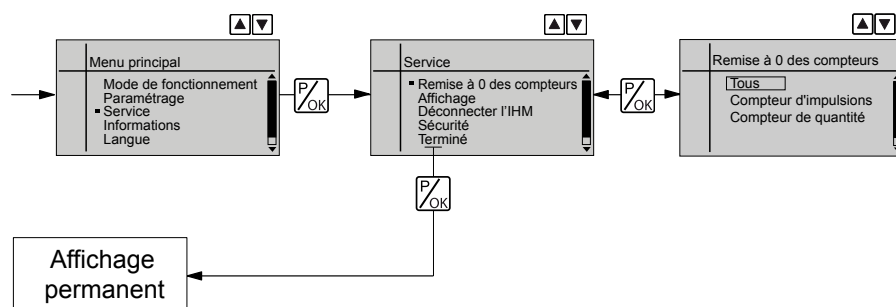 Menu principal
Mode de fonctionnement
Paramétrage
Service
Informations
Langue
P/OK
Service
Remise à 0 des compteurs
Affichage
Déconnecter l'IHM
Sécurité
Terminé
P/OK
Remise à 0 des compteurs
Tous
Compteur d'impulsions
Compteur de quantité
P/OK
Affichage
permanent